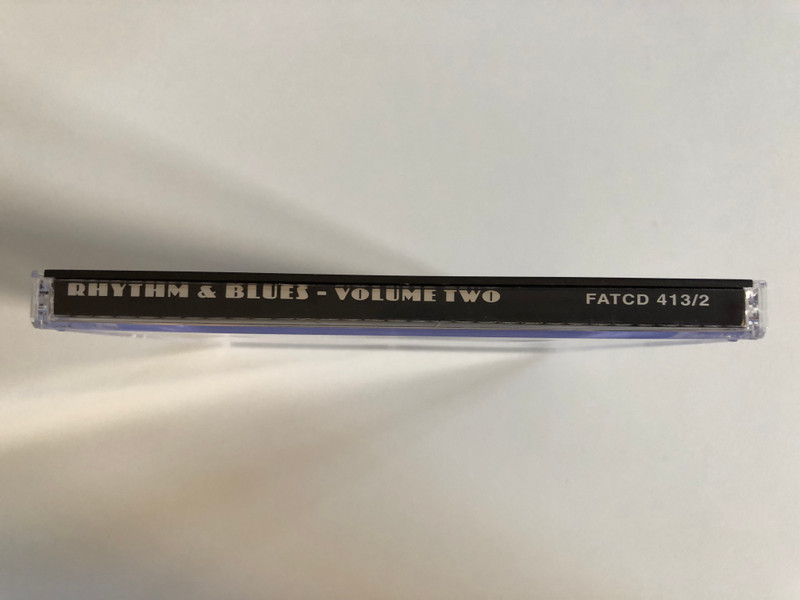 RHYTHM & BLUES - VOLUME TWO FATCD 413/2